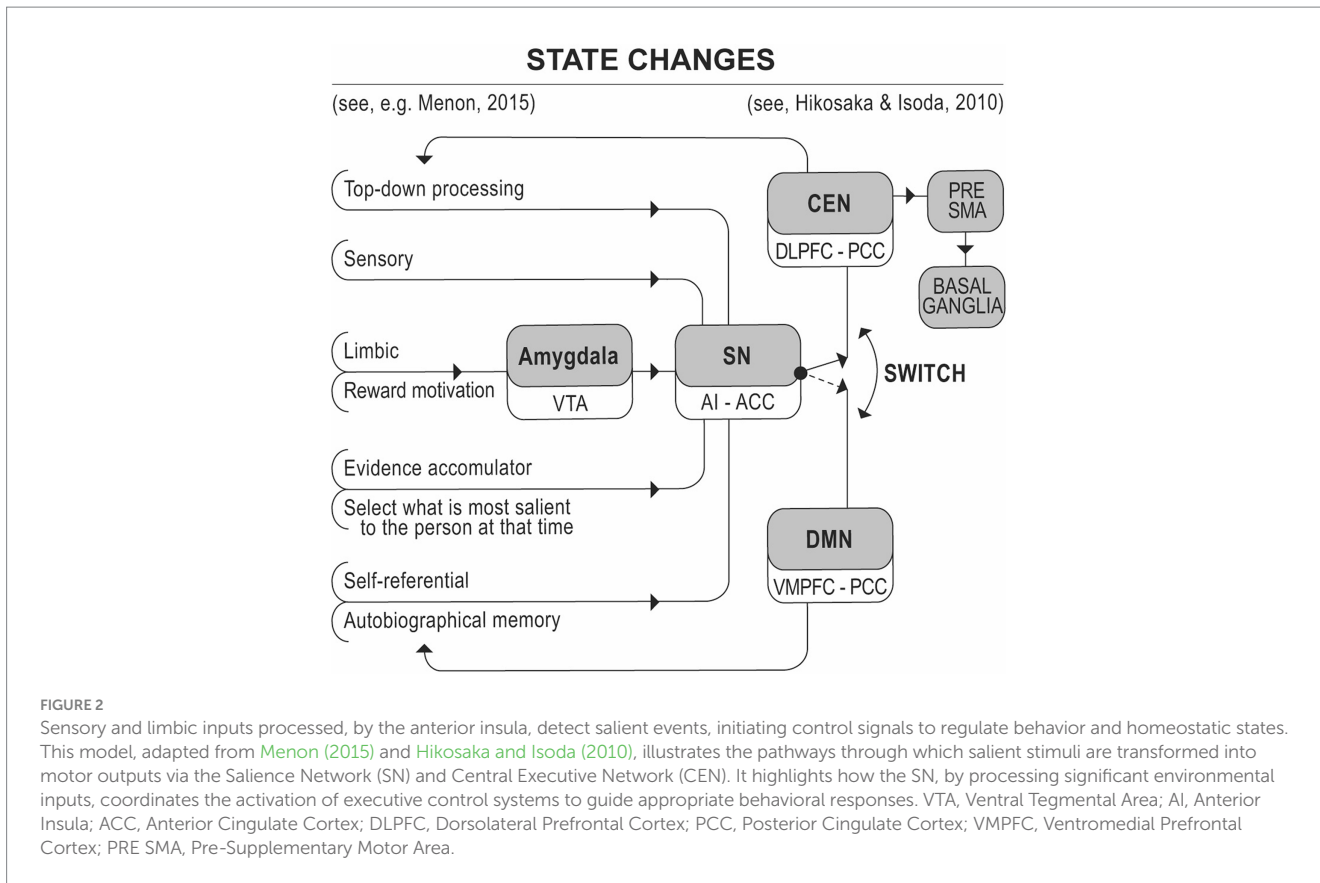 STATE CHANGES
(see, e.g. Menon, 2015)
(see, Hikosaka & Isoda, 2010)
Top-down processing
CEN
DLPFC - PCC
PRE
SMA
Sensory
BASAL
GANGLIA
Limbic
Reward motivation
Amygdala
VTA
SN
AI - ACC
SWITCH
Evidence accumulator
Select what is most salient
to the person at that time
DMN
VMPFC - PCC
Self-referential
Autobiographical memory
FIGURE 2
Sensory and limbic inputs processed, by the anterior insula, detect salient events, initiating control signals to regulate behavior and homeostatic states.
This model, adapted from Menon (2015) and Hikosaka and Isoda (2010), illustrates the pathways through which salient stimuli are transformed into
motor outputs via the Salience Network (SN) and Central Executive Network (CEN). It highlights how the SN, by processing significant environmental
inputs, coordinates the activation of executive control systems to guide appropriate behavioral responses. VTA, Ventral Tegmental Area; AI, Anterior
Insula; ACC, Anterior Cingulate Cortex; DLPFC, Dorsolateral Prefrontal Cortex; PCC, Posterior Cingulate Cortex; VMPFC, Ventromedial Prefrontal
Cortex; PRE SMA, Pre-Supplementary Motor Area.